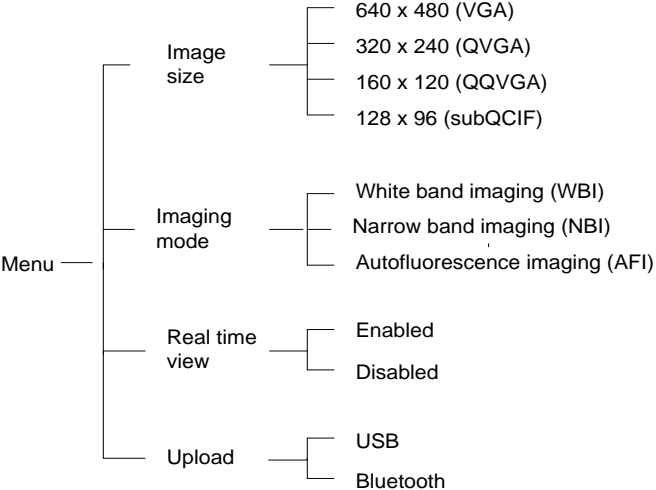 Menu
Image
size
640 x 480 (VGA)
320 x 240 (QVGA)
160 x 120 (QQVGA)
128 x 96 (subQCIF)
Imaging
mode
White band imaging (WBI)
Narrow band imaging (NBI)
Autofluorescence imaging (AFI)
Real time
view
Enabled
Disabled
Upload
USB
Bluetooth